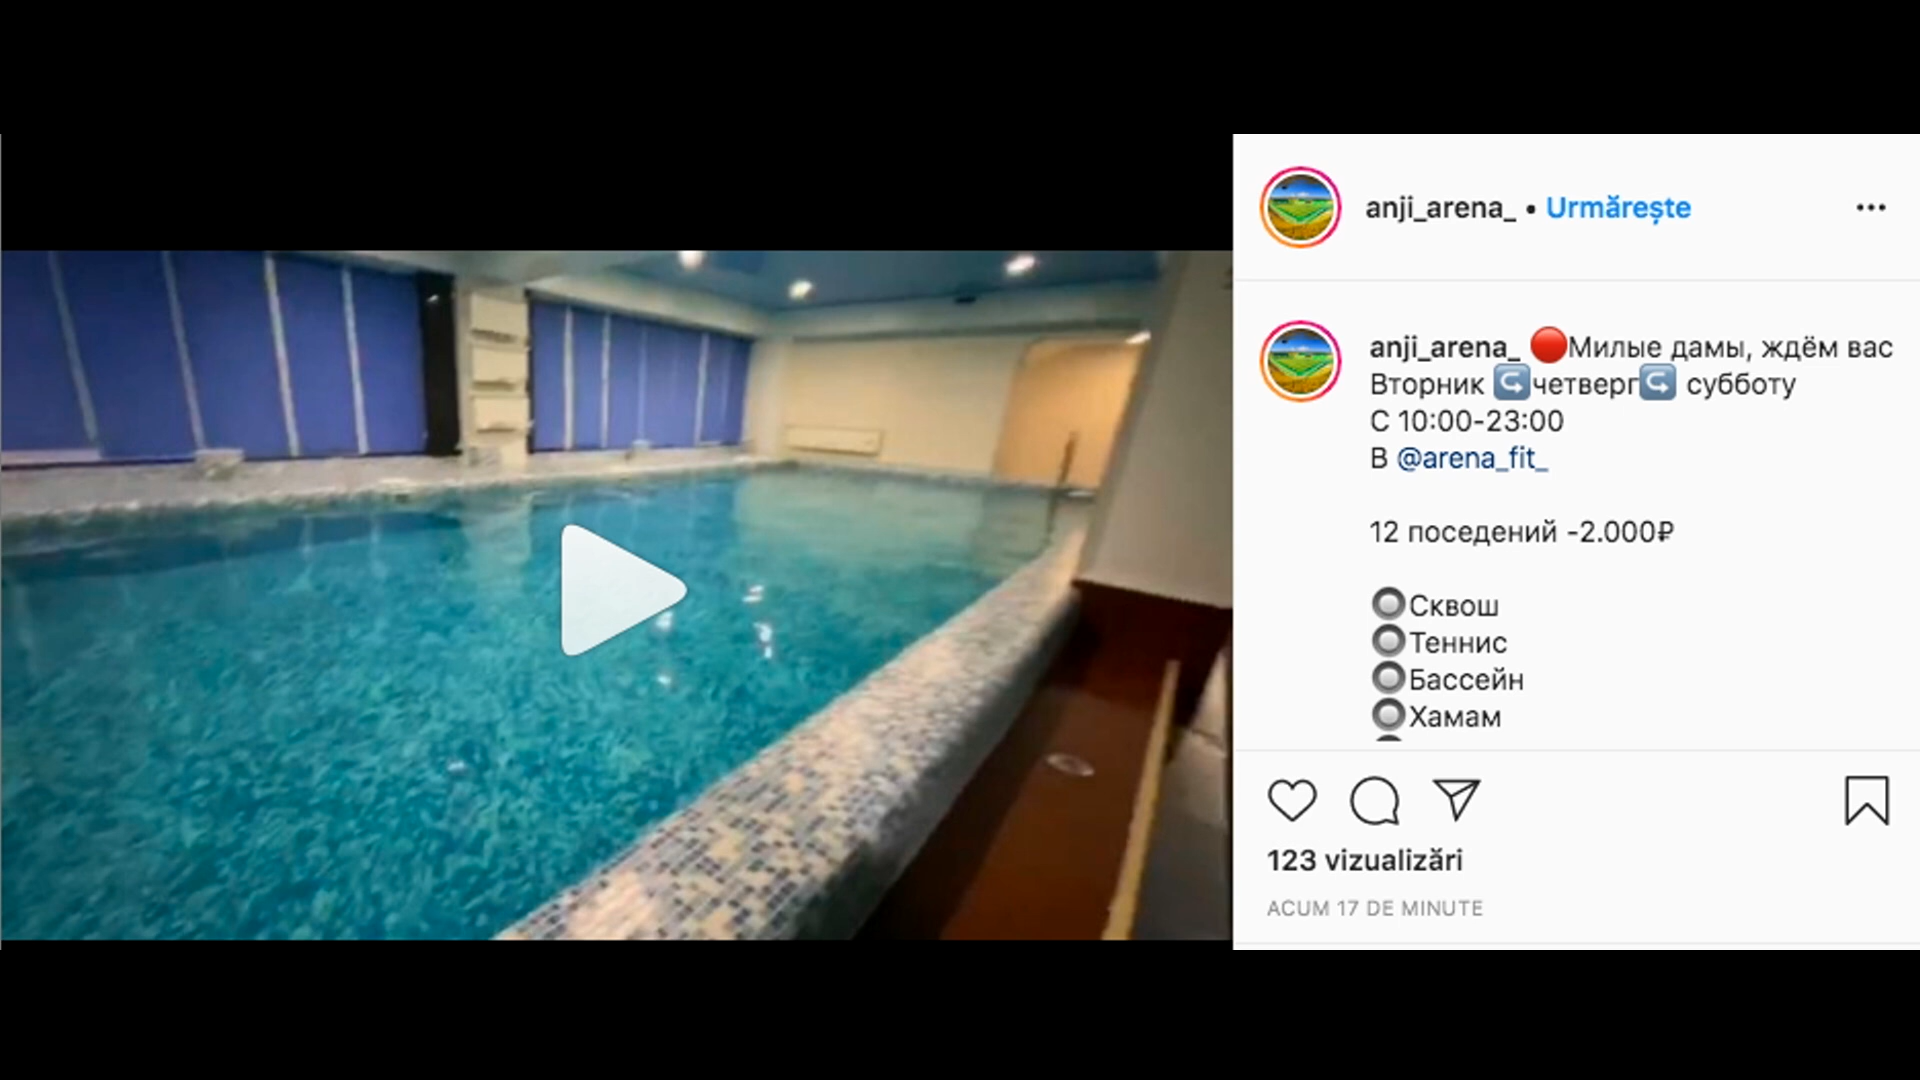 anji_arena_ • Urmărește
anji_arena_ 🔴Милые дамы, ждём вас
Вторник ↪️четверг↪️ субботу
С 10:00-23:00
В @arena_fit_
12 поседений -2.000₽
🔘Сквош
🔘Теннис
🔘Бассейн
🔘Хамам
123 vizualizări
ACUM 17 DE MINUTE